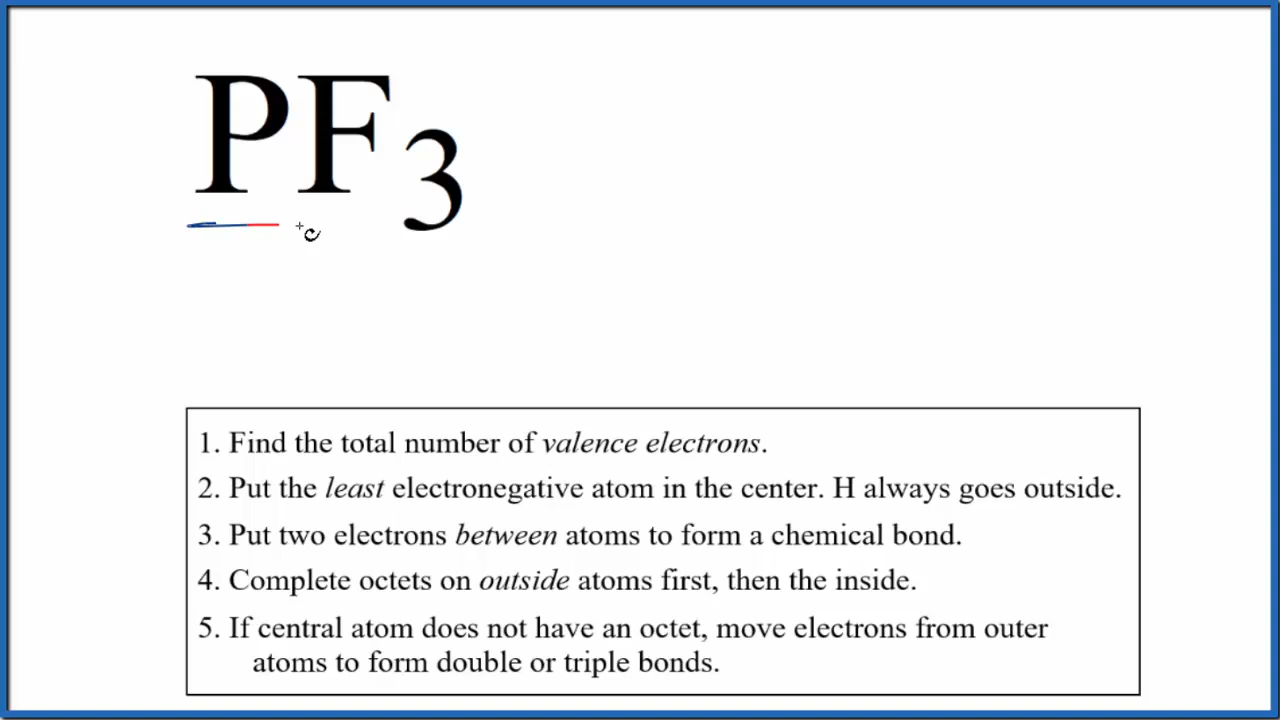 PF3
1. Find the total number of valence electrons.
2. Put the least electronegative atom in the center. H always goes outside.
3. Put two electrons between atoms to form a chemical bond.
4. Complete octets on outside atoms first, then the inside.
5. If central atom does not have an octet, move electrons from outer
atoms to form double or triple bonds.